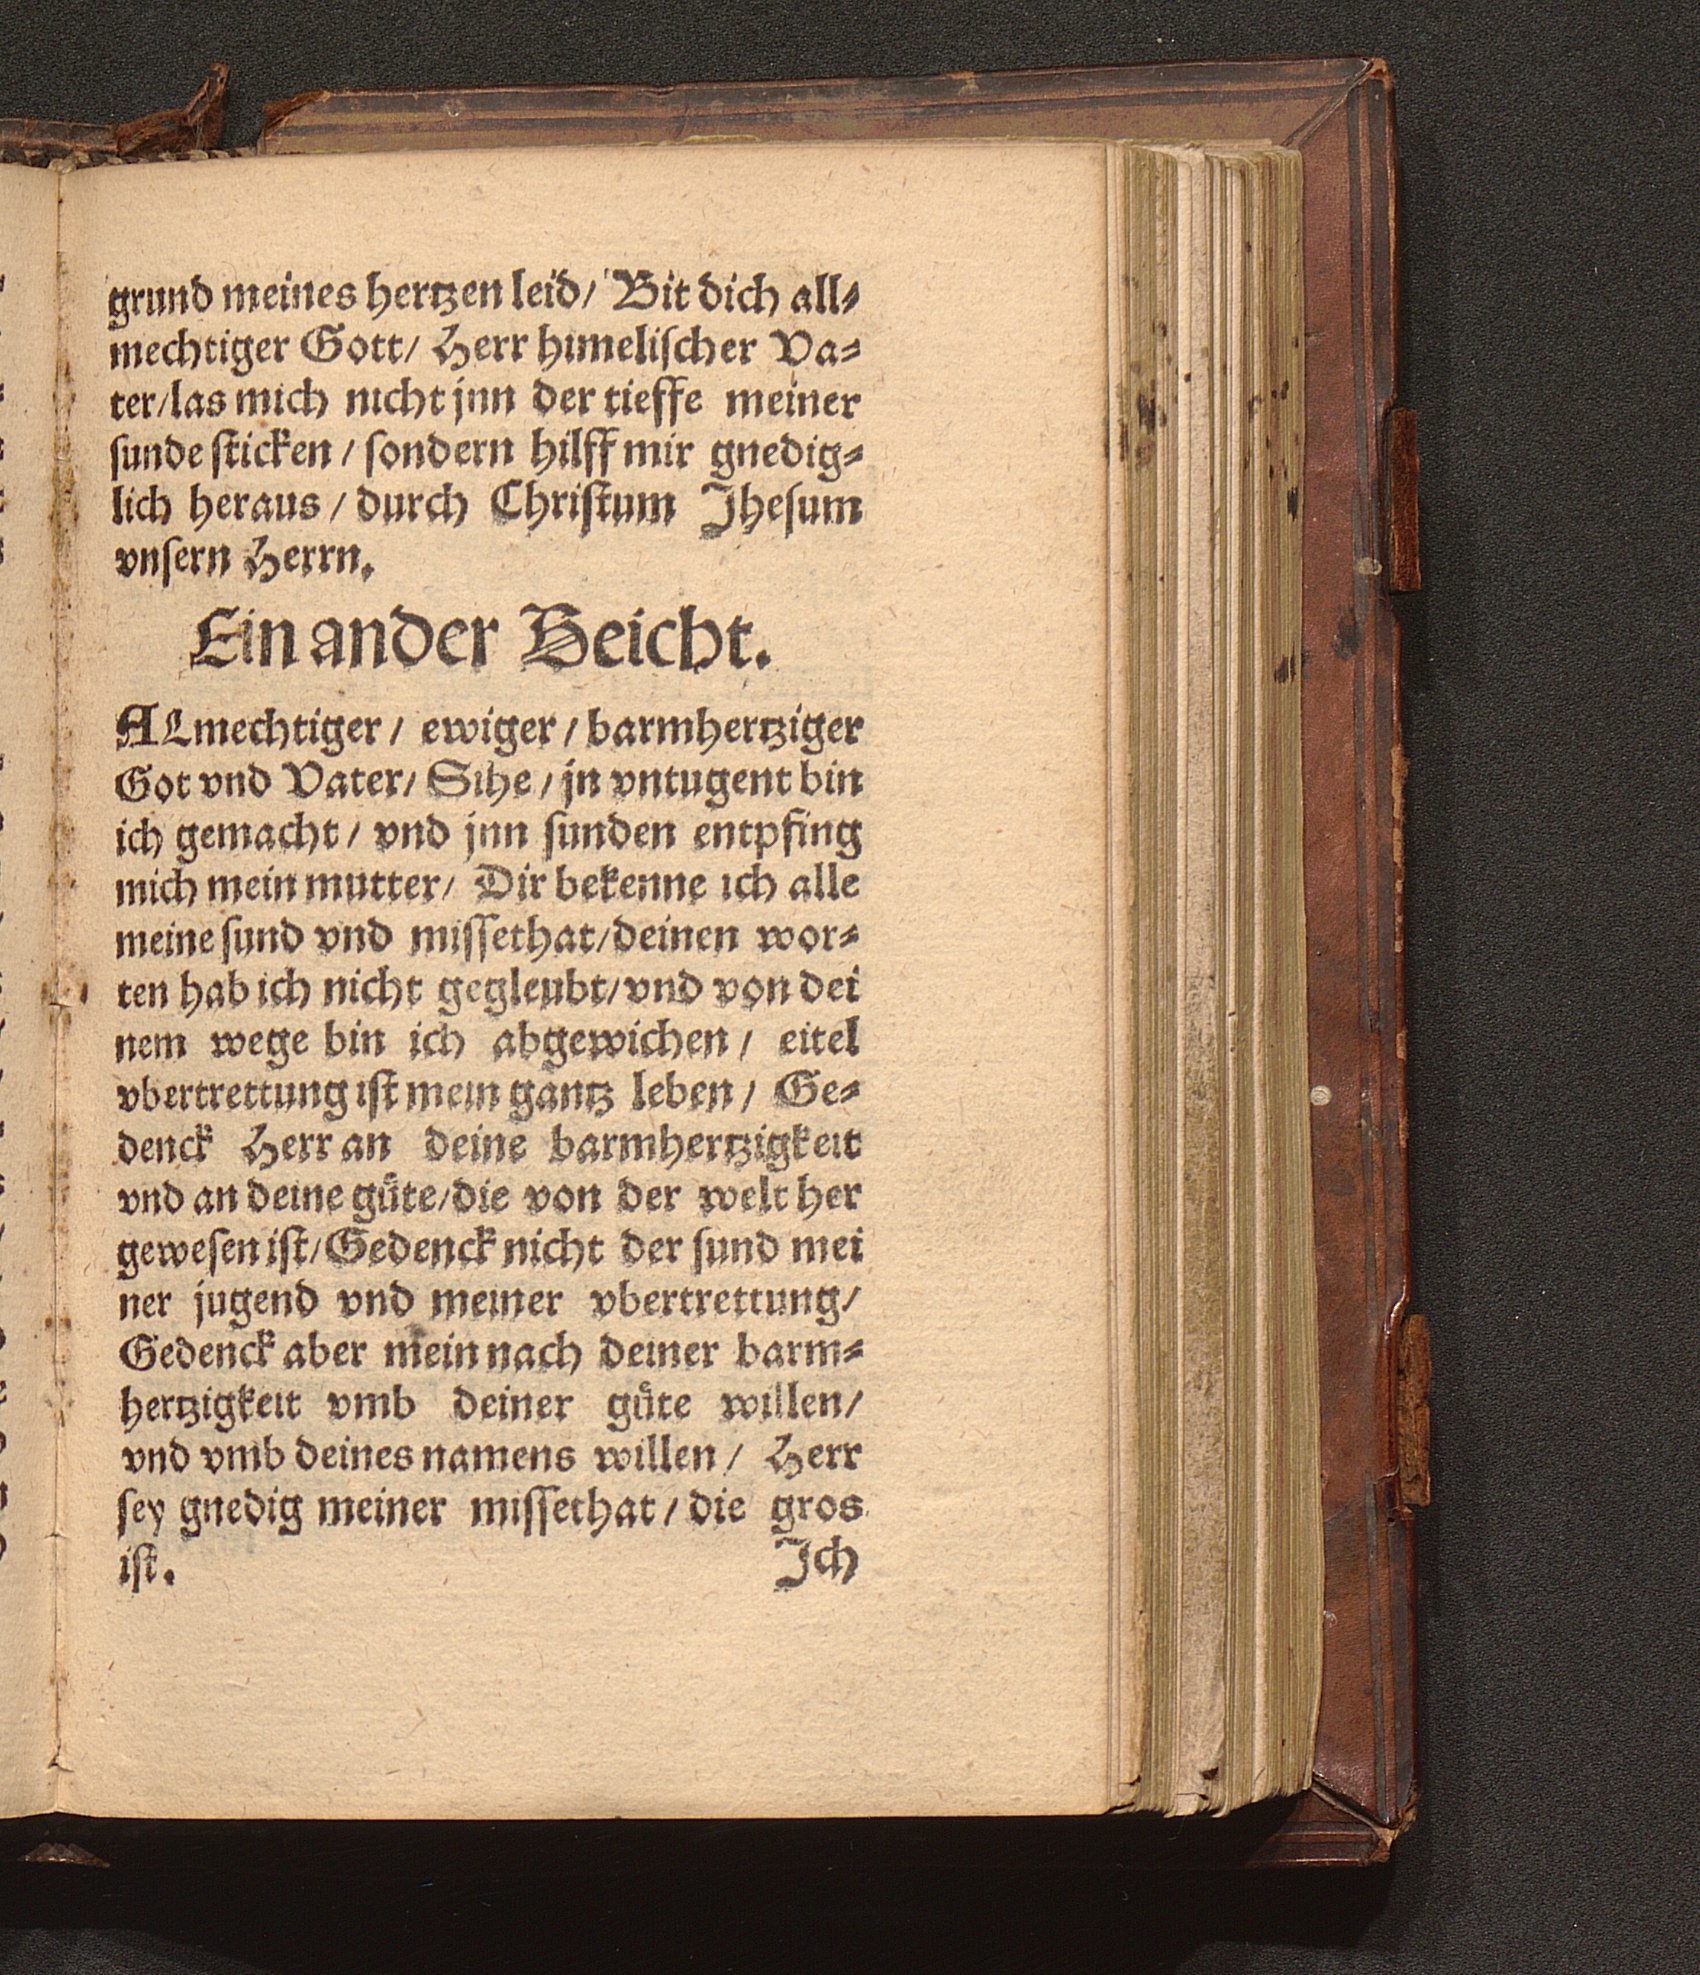 grund meines hertzen leid/ Bit dich all⸗
mechtiger Gott/ Herr himelischer Va⸗
ter/las mich nicht jnn der tieffe meiner
sunde sticken / sondern hilff mir gnedig⸗
lich heraus / durch Christum Jhesum
vnsern Herrn.
Ein ander Beicht.
ALmechtiger / ewiger / barmhertziger
Got vnd Vater/ Sihe / jn vntugent bin
ich gemacht / vnd jnn sunden entpfing
mich mein mutter/ Dir bekenne ich alle
meine sund vnd missethat/deinen wor⸗
ten hab ich nicht gegleubt/vnd von dei
nem wege bin ich abgewichen / eitel
vbertrettung ist mein gantz leben / Ge⸗
denck Herr an deine barmhertzigkeit
vnd an deine guͤte/die von der welt her
gewesen ist/Gedenck nicht der sund mei
ner jugend vnd meiner vbertrettung/
Gedenck aber mein nach deiner barm⸗
hertzigkeit vmb deiner guͤte willen/
vnd vmb deines namens willen / Herr
sey gnedig meiner missethat / die gros
ist. Jch